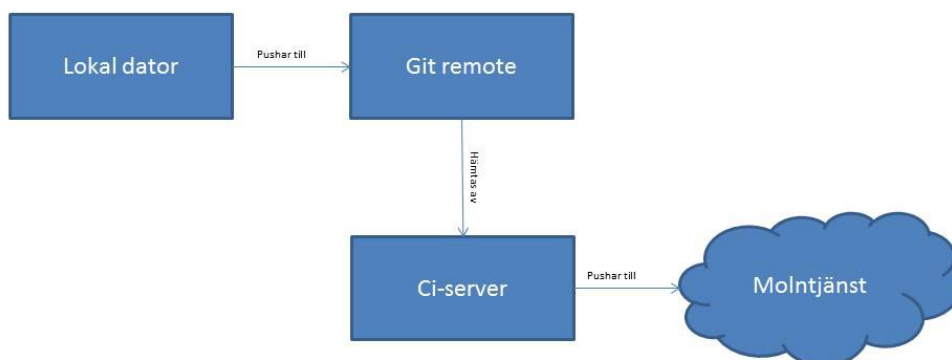 Lokal dator
Pushar till
Git remote
Hämtas av
Ci-server
Pushar till
Molntjänst